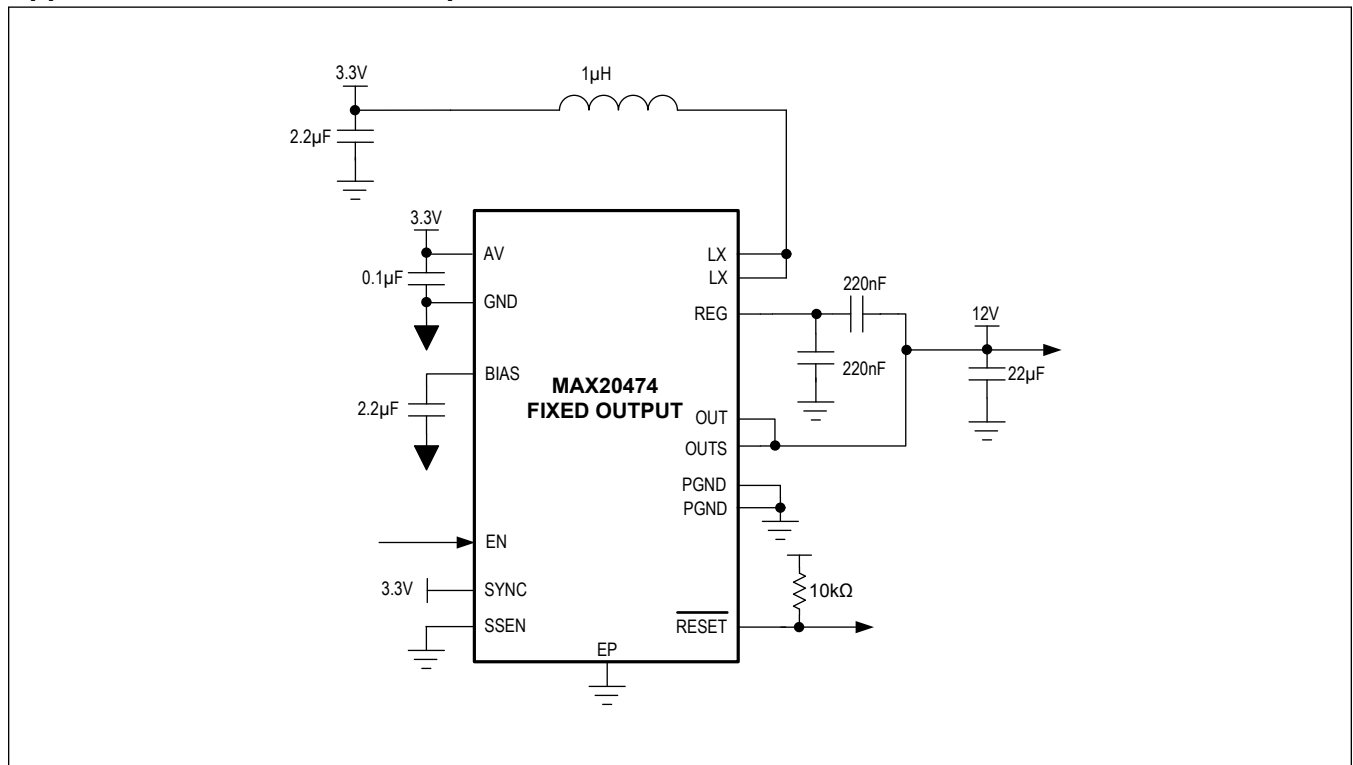 3.3V
1µH
2.2µF
3.3V
AV
0.1µF
GND
BIAS
2.2µF
MAX20474
FIXED OUTPUT
EN
3.3V
SYNC
SSEN
EP
LX
LX
REG
220nF
220nF
12V
22µF
OUT
OUTS
PGND
PGND
10kΩ
RESET